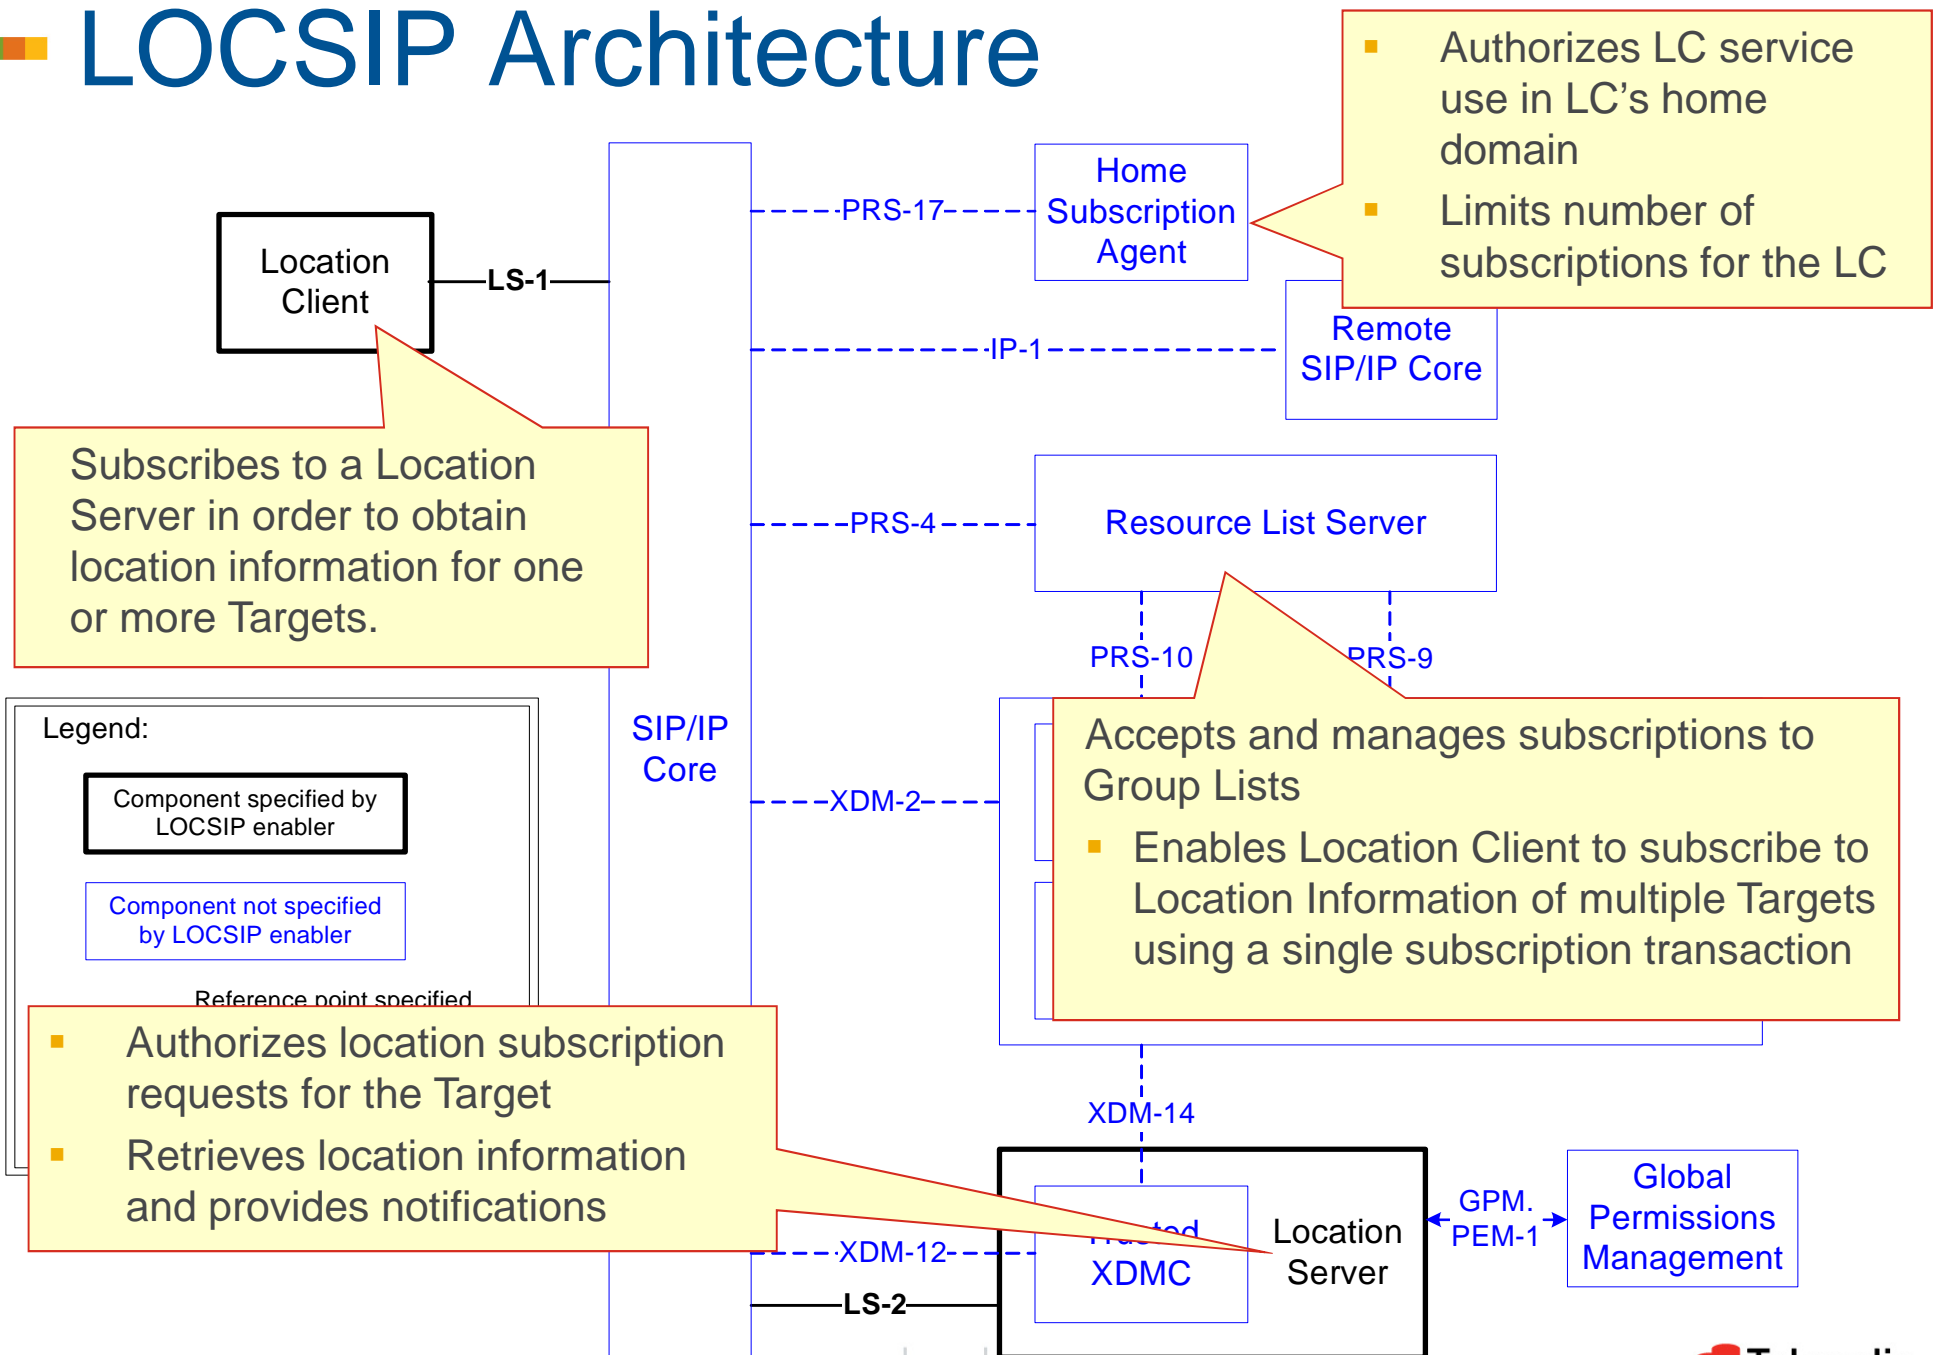 LOCSIP Architecture
Authorizes LC service
use in LC's home
domain
Limits number of
subscriptions for the LC
Home
Subscription
Agent
PRS-17
Location
Client
LS-1
IP-1
Remote
SIP/IP Core
Subscribes to a Location
Server in order to obtain
location information for one
or more Targets.
PRS-4
Resource List Server
PRS-10
PRS-9
Legend:
Component specified by
LOCSIP enabler
Component not specified
by LOCSIP enabler
Reference point specified
SIP/IP
Core
XDM-2
Accepts and manages subscriptions to
Group Lists
Enables Location Client to subscribe to
Location Information of multiple Targets
using a single subscription transaction
Authorizes location subscription
requests for the Target
Retrieves location information
and provides notifications
XDM-14
XDM-12
Trusted
XDMC
Location
Server
GPM.
PEM-1
Global
Permissions
Management
LS-2